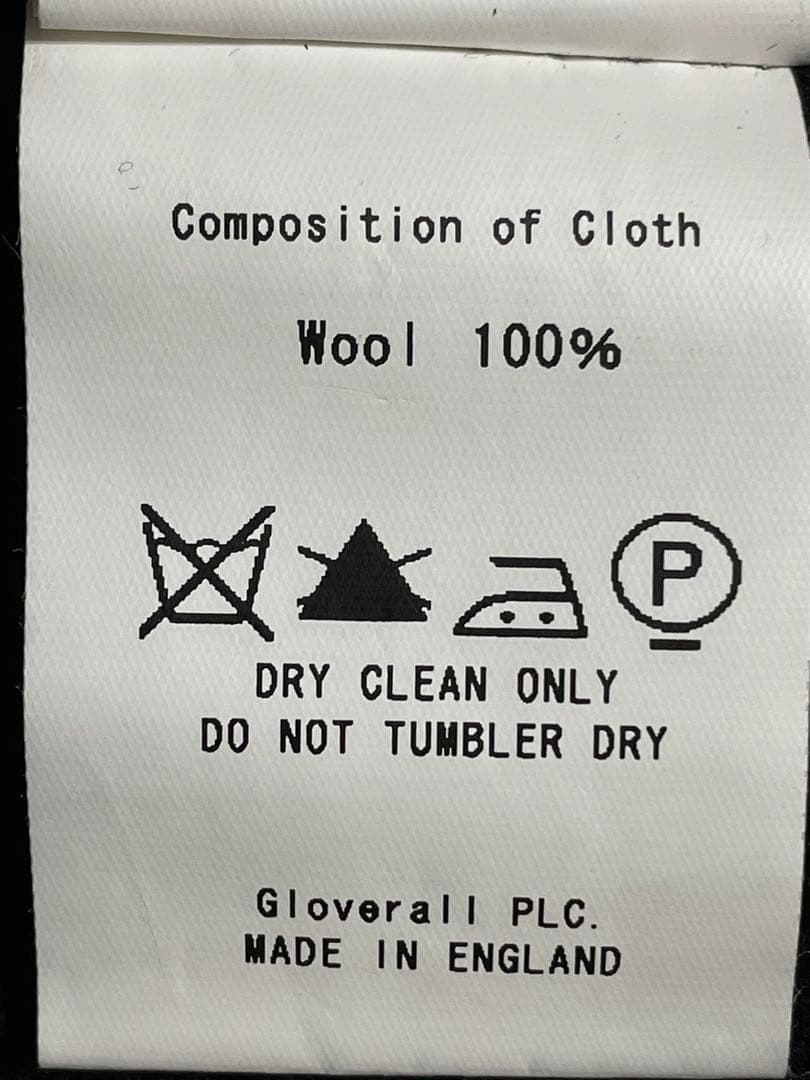 Composition of Cloth
Wool 100%
P
DRY CLEAN ONLY
DO NOT TUMBLER DRY
Gloverall PLC.
MADE IN ENGLAND